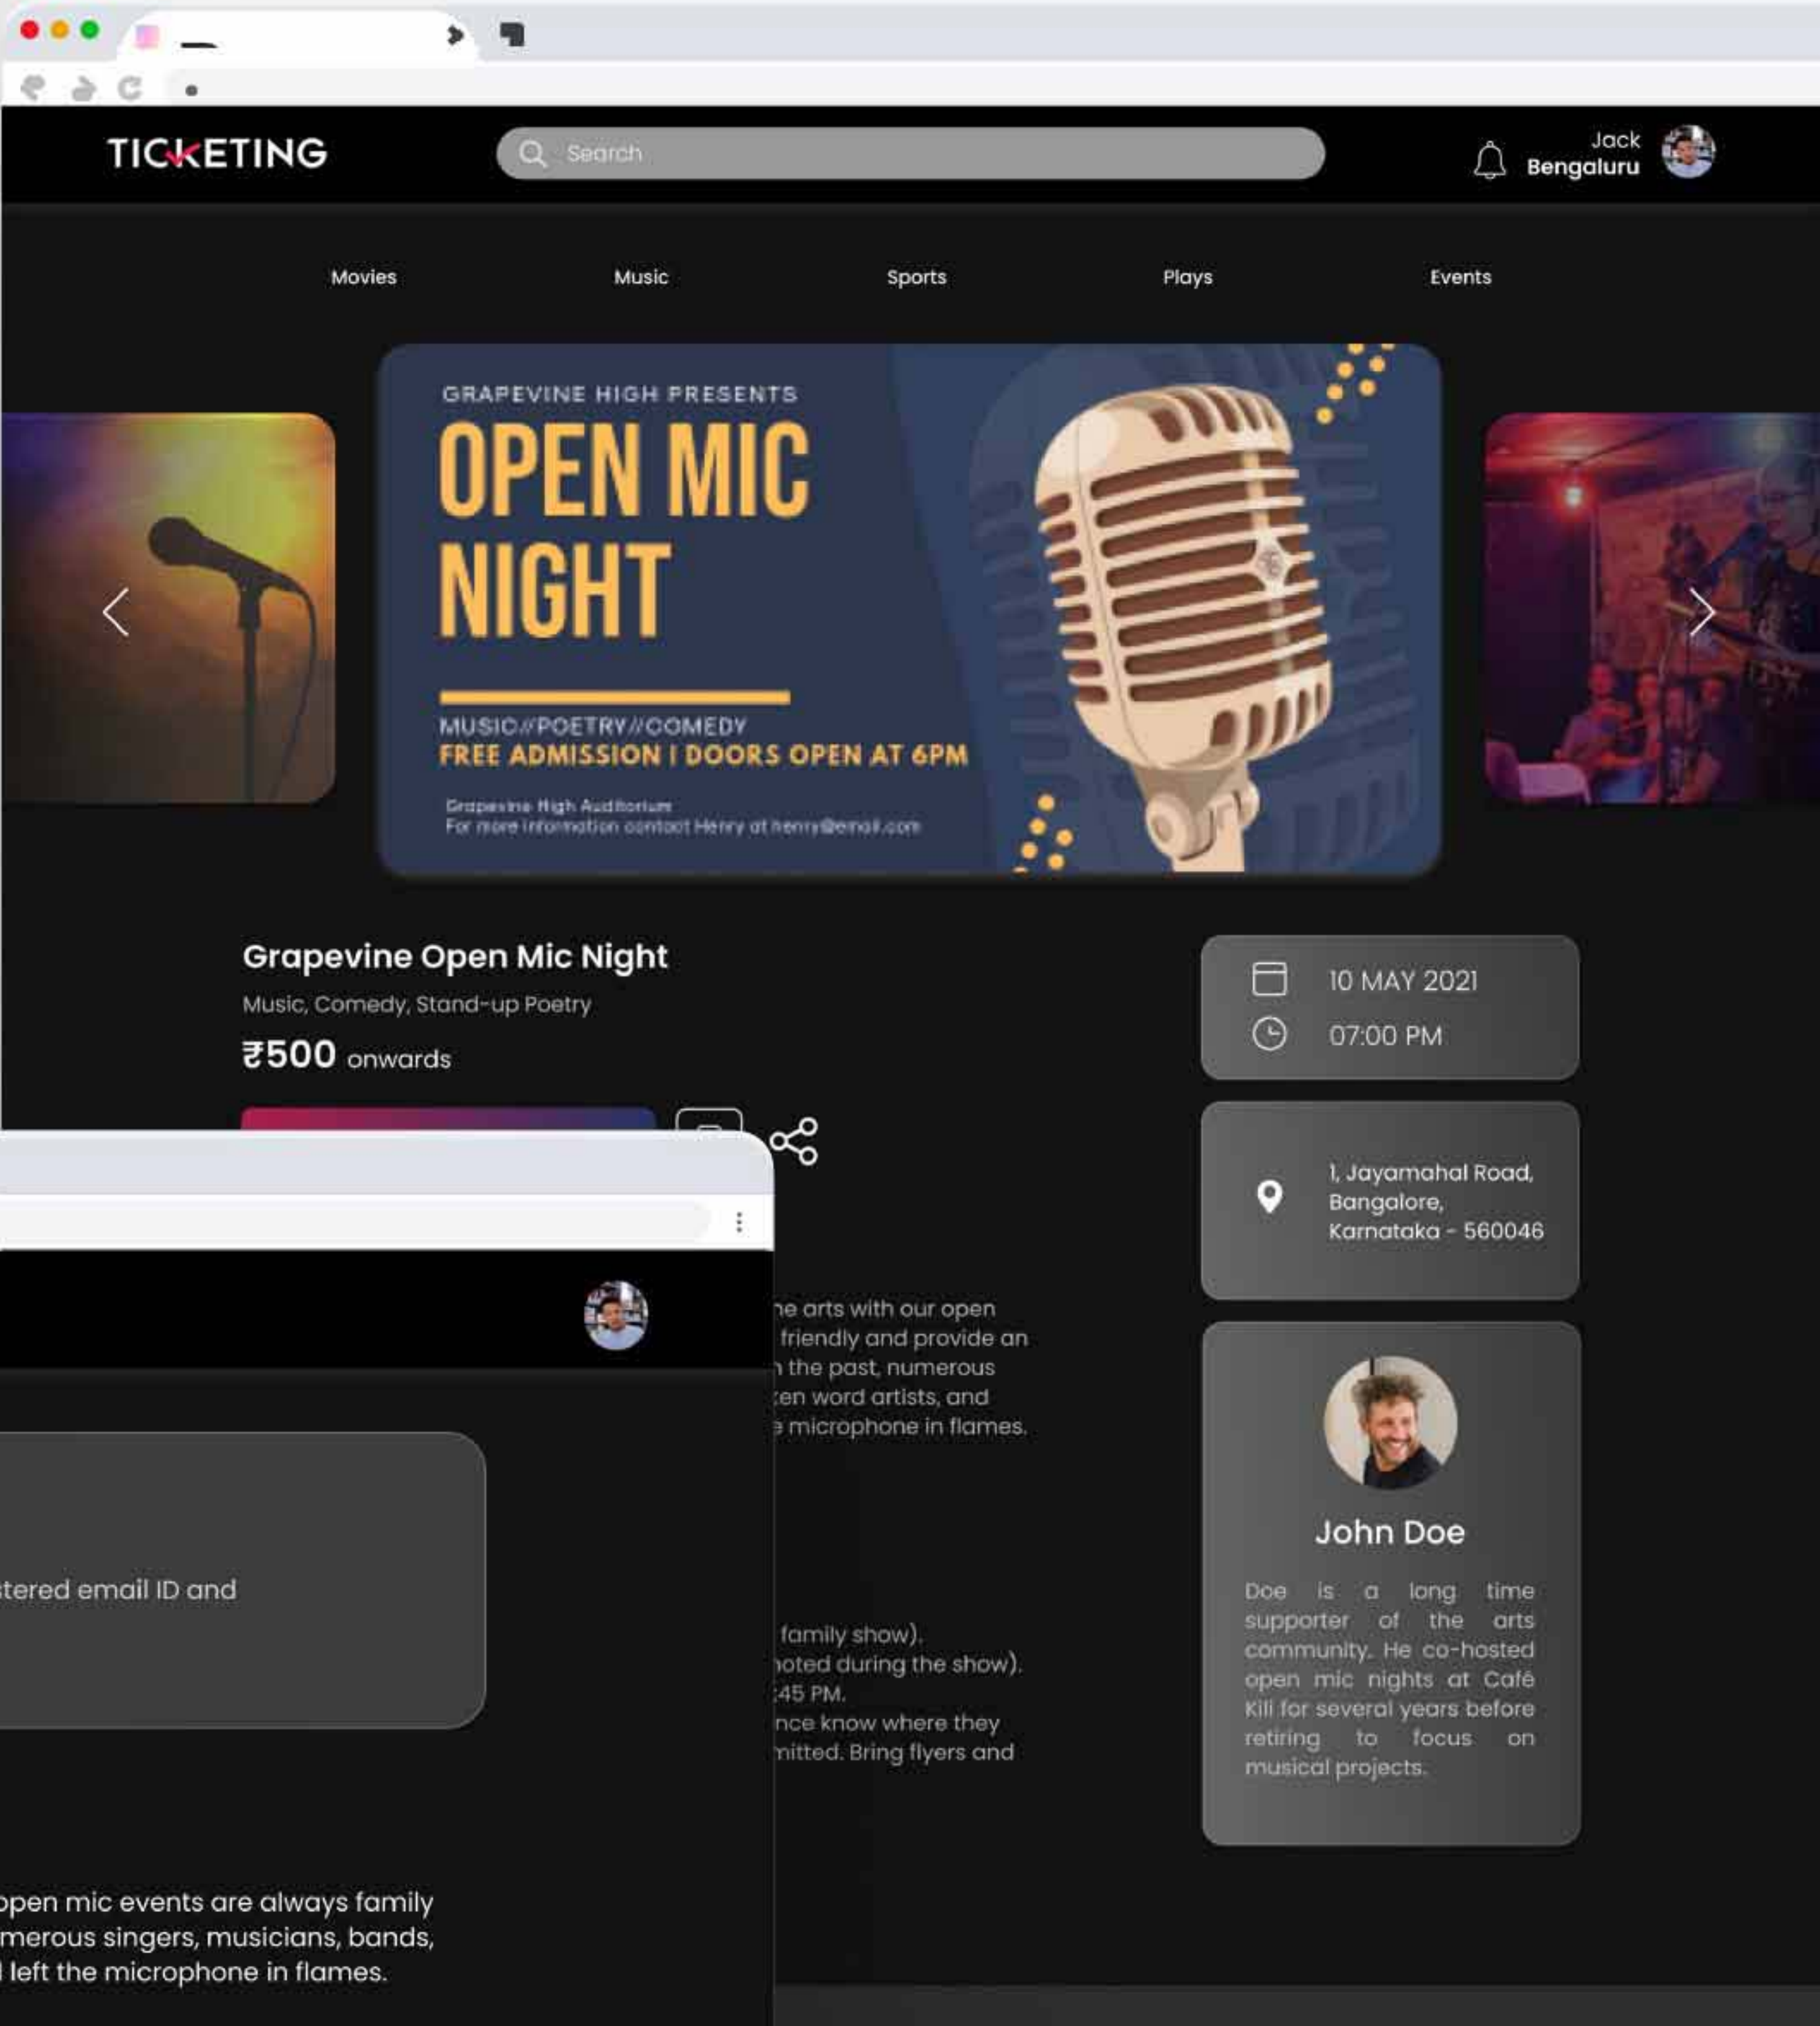 TICKETING
Search
Jack
Bengaluru
Movies Music Sports Plays Events
GRAPEVINE HIGH PRESENTS
OPEN MIC
NIGHT
MUSIC//POETRY//COMEDY
FREE ADMISSION | DOORS OPEN AT 6PM
Grapevine High Auditorium
For more information contact Henry at henry@email.com
Grapevine Open Mic Night
Music, Comedy, Stand-up Poetry
₹500 onwards
10 MAY 2021
07:00 PM
1, Jayamahal Road,
Bangalore,
Karnataka - 560046
arts with our open
friendly and provide an
the past, numerous
word artists, and
microphone in flames.
family show).
during the show).
:45 PM.
know where they
Bring flyers and
John Doe
Doe is a long time
supporter of the arts
community. He co-hosted
open mic nights at Café
Kili for several years before
retiring to focus on
musical projects.
email ID and
open mic events are always family
singers, musicians, bands,
left the microphone in flames.